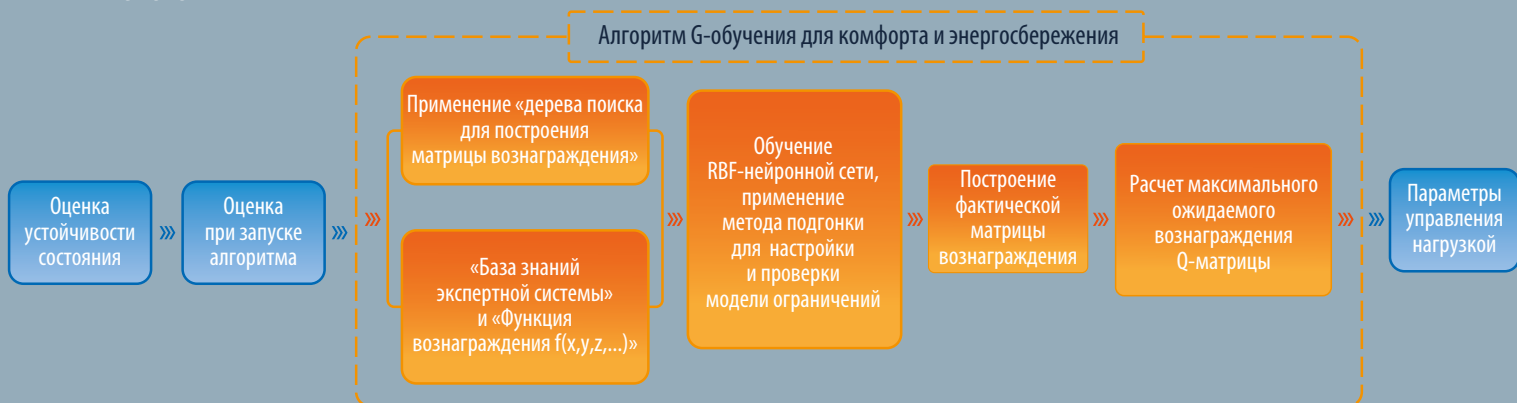 Алгоритм G-обучения для комфорта и энергосбережения
Оценка
устойчивости
состояния
Оценка
при запуске
алгоритма
Применение «дерева поиска
для построения
матрицы вознаграждения»
«База знаний
экспертной системы»
и «Функция
вознаграждения f(x,y,z,...)»
Обучение
RBF-нейронной сети,
применение
метода подгонки
для настройки
и проверки
модели ограничений
Построение
фактической
матрицы
вознаграждения
Расчет максимального
ожидаемого
вознаграждения
Q-матрицы
Параметры
управления
нагрузкой